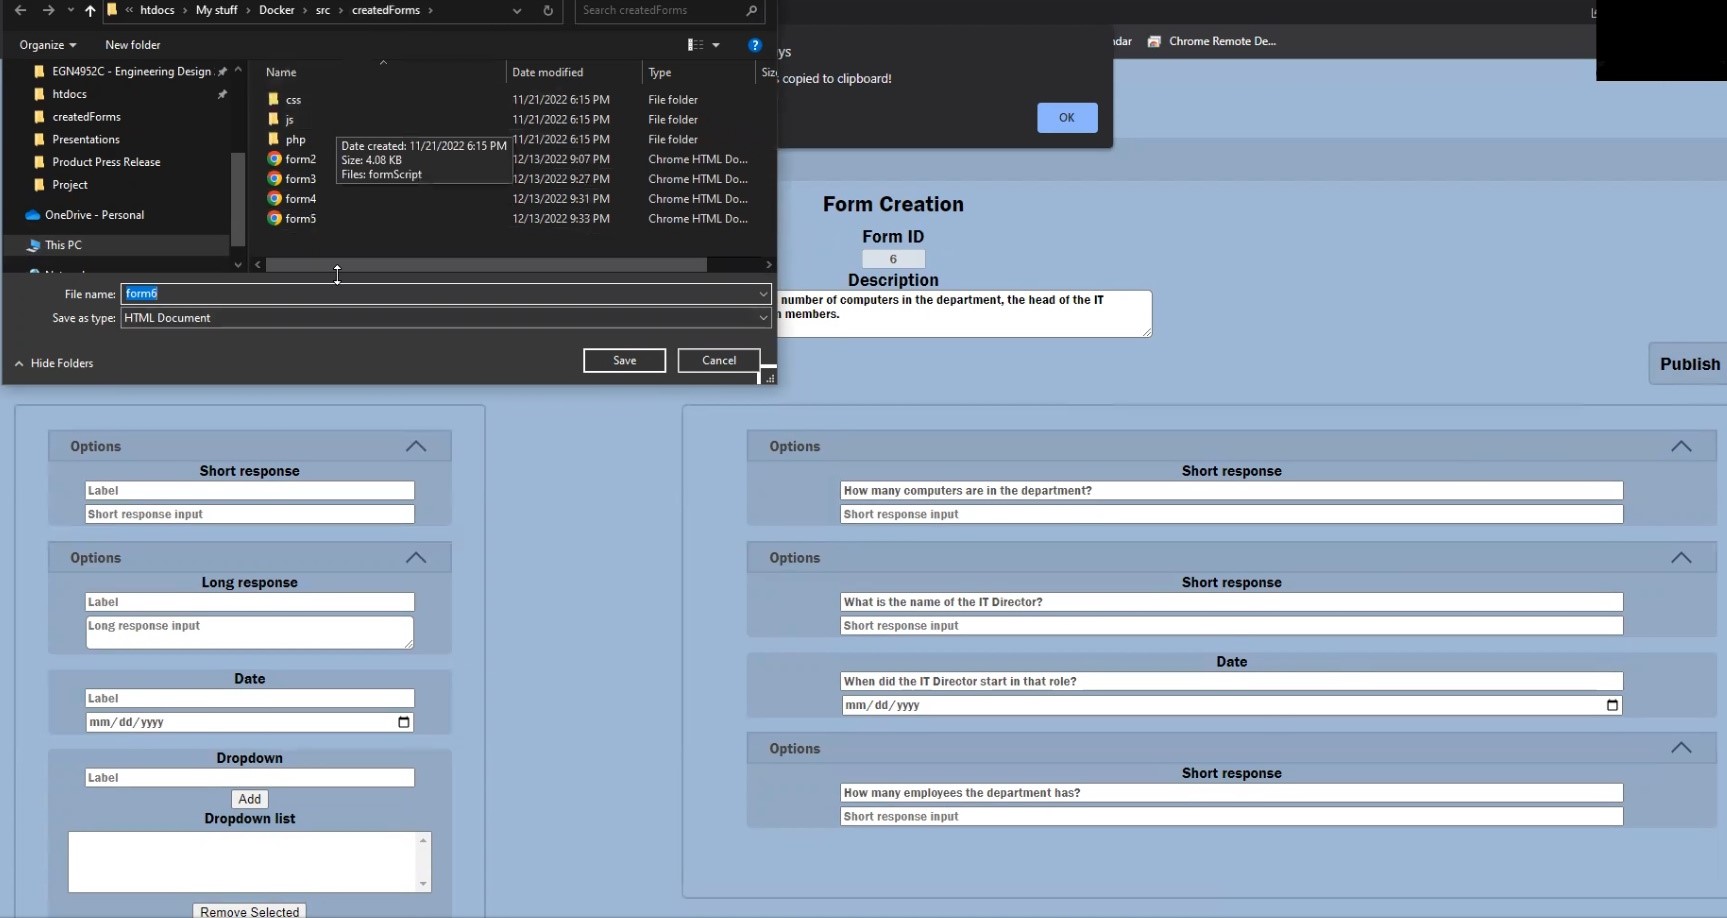 « htdocs > My stuff > Docker > src > createdForms >
Search createdForms
Organize
New folder
?
EGN4952C - Engineering Design
htdocs
createdForms
Presentations
Product Press Release
Project
OneDrive - Personal
This PC
Name
Date modified
Type
css
11/21/2022 6:15 PM
File folder
js
11/21/2022 6:15 PM
File folder
php
11/21/2022 6:15 PM
File folder
form2
12/13/2022 9:07 PM
Chrome HTML Do...
form3
12/13/2022 9:27 PM
Chrome HTML Do...
form4
12/13/2022 9:31 PM
Chrome HTML Do...
form5
12/13/2022 9:33 PM
Chrome HTML Do...
Date created: 11/21/2022 6:15 PM
Size: 4.08 KB
Files: formScript
File name:
form6
Save as type:
HTML Document
Hide Folders
Save
Cancel
Chrome Remote De...
copied to clipboard!
OK
Form Creation
Form ID
6
Description
number of computers in the department, the head of the IT
members.
Publish
Options
Short response
Label
Short response input
Options
Long response
Label
Long response input
Date
Label
mm/dd/yyyy
Dropdown
Label
Add
Dropdown list
Remove Selected
Options
Short response
How many computers are in the department?
Short response input
Options
Short response
What is the name of the IT Director?
Short response input
Date
When did the IT Director start in that role?
mm/dd/yyyy
Options
Short response
How many employees the department has?
Short response input